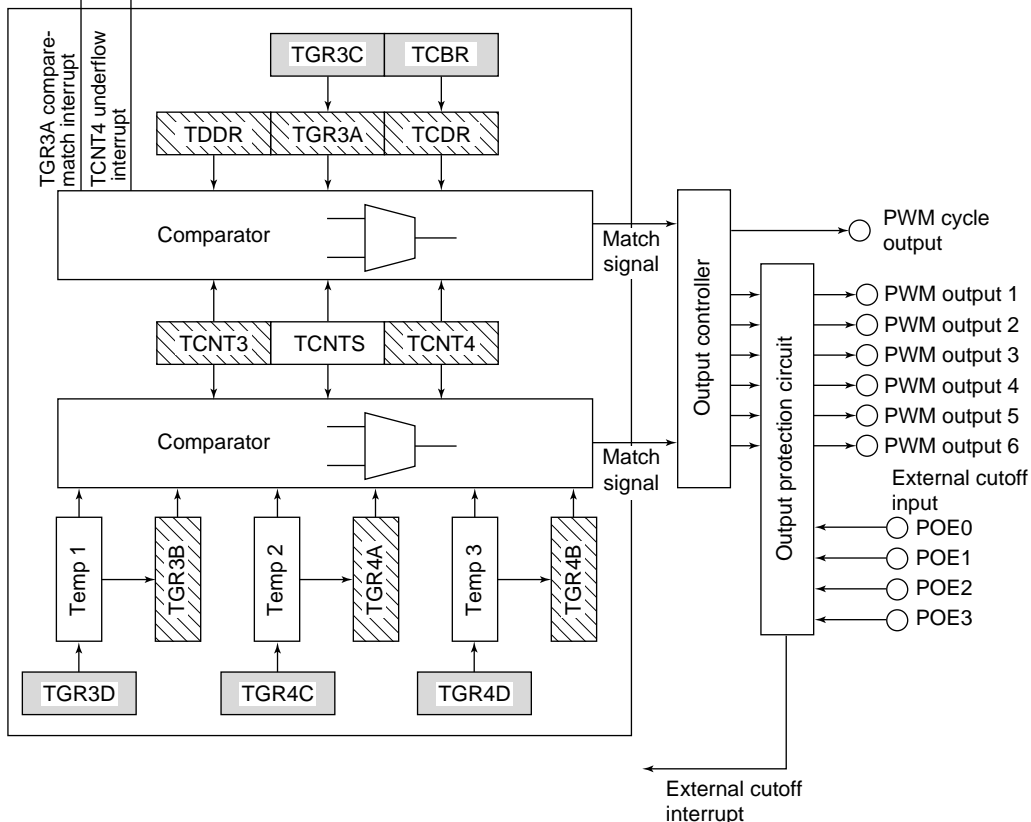 TGR3A compare-
match interrupt
TCNT4 underflow
interrupt
TGR3C
TCBR
TDDR
TGR3A
TCDR
Comparator
Match
signal
TCNT3
TCNTS
TCNT4
Comparator
Match
signal
Temp 1
TGR3B
Temp 2
TGR4A
Temp 3
TGR4B
TGR3D
TGR4C
TGR4D
Output controller
Output protection circuit
PWM cycle
output
PWM output 1
PWM output 2
PWM output 3
PWM output 4
PWM output 5
PWM output 6
External cutoff
input
POE0
POE1
POE2
POE3
External cutoff
interrupt